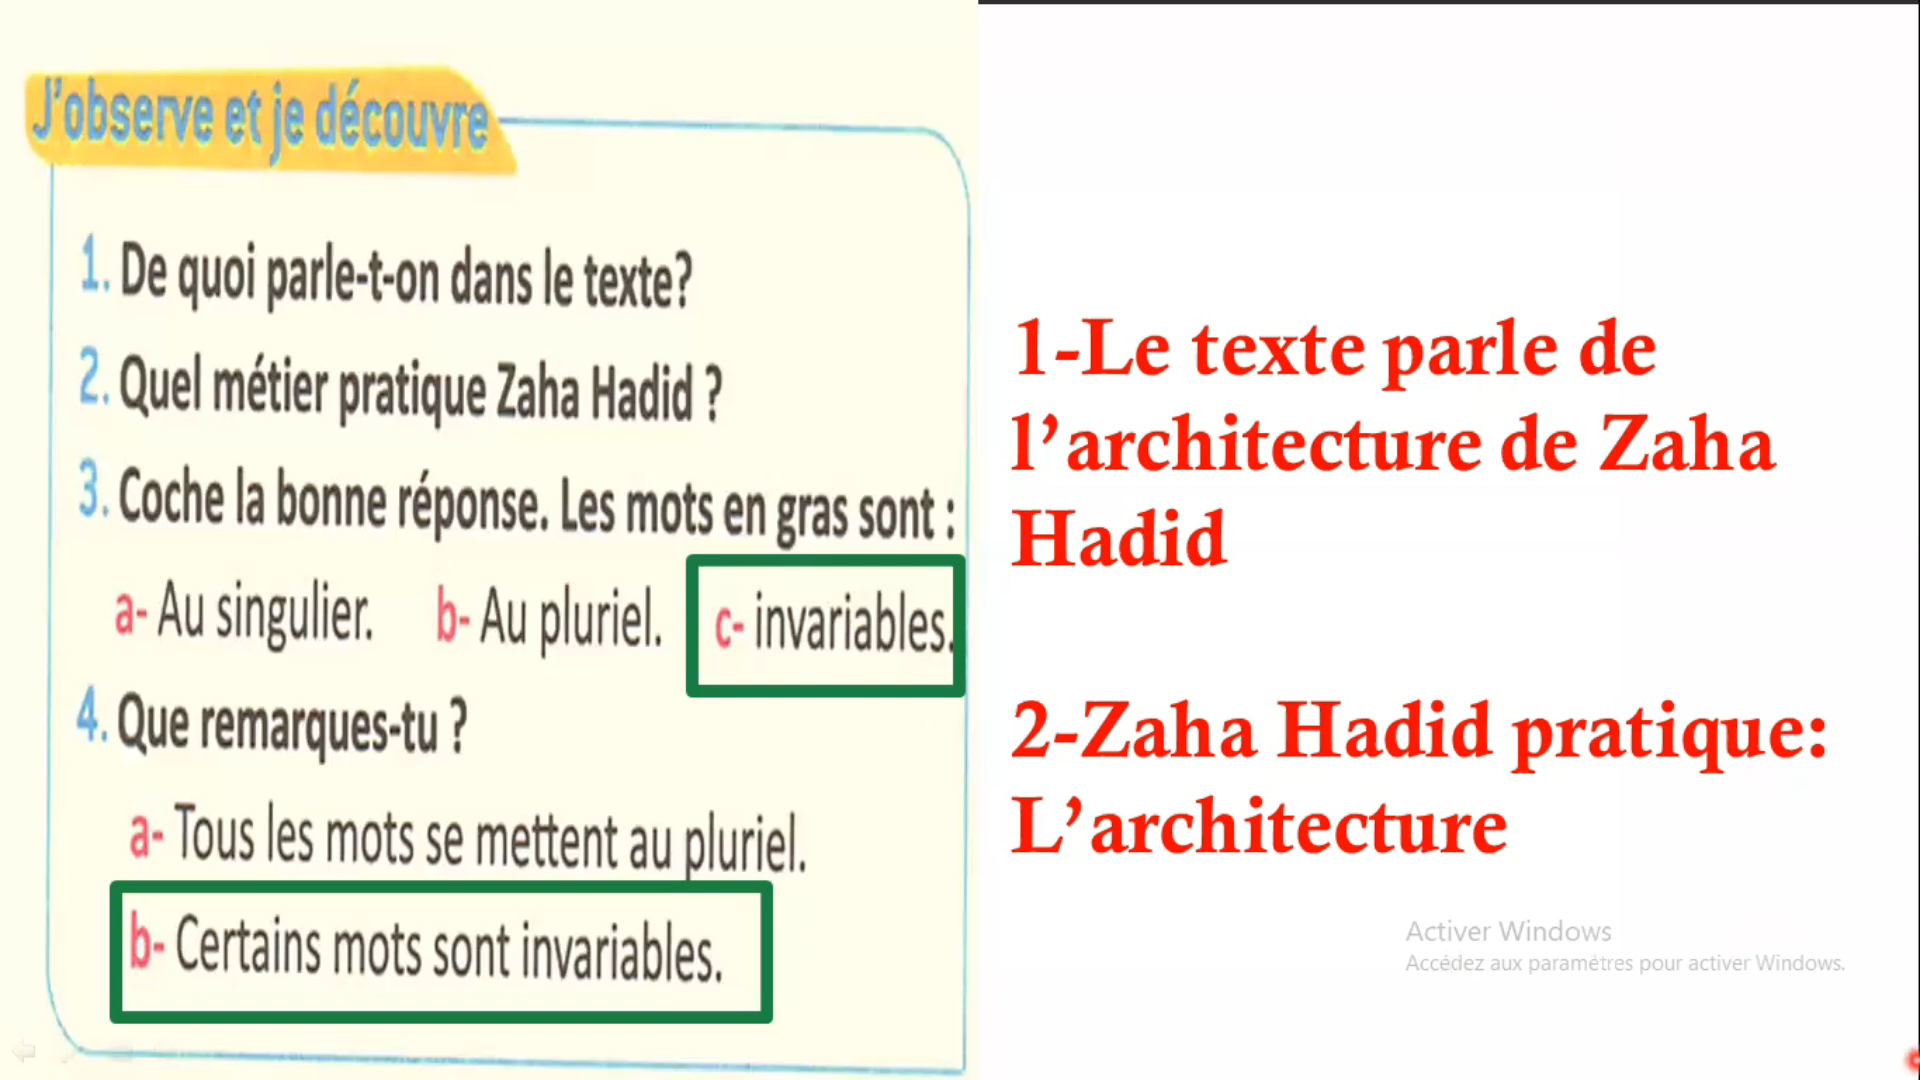 J'observe et je découvre
1. De quoi parle-t-on dans le texte?
2. Quel métier pratique Zaha Hadid ?
3. Coche la bonne réponse. Les mots en gras sont :
a- Au singulier. b- Au pluriel. c- invariables.
4. Que remarques-tu ?
a- Tous les mots se mettent au pluriel.
b- Certains mots sont invariables.
1-Le texte parle de
l’architecture de Zaha
Hadid
2-Zaha Hadid pratique:
L’architecture
Activer Windows
Accédez aux paramètres pour activer Windows.